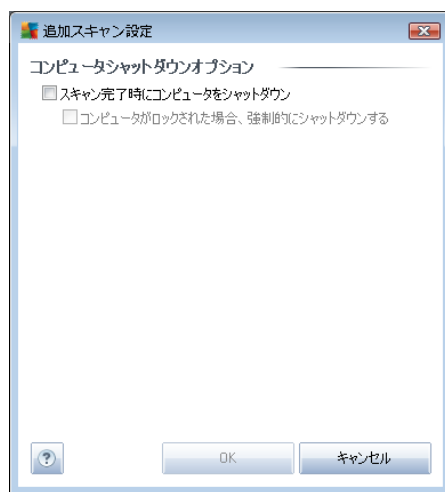 追加スキャン設定
コンピュータシャットダウンオプション
スキャン完了時にコンピュータをシャットダウン
コンピュータがロックされた場合、強制的にシャットダウンする
?
OK
キャンセル